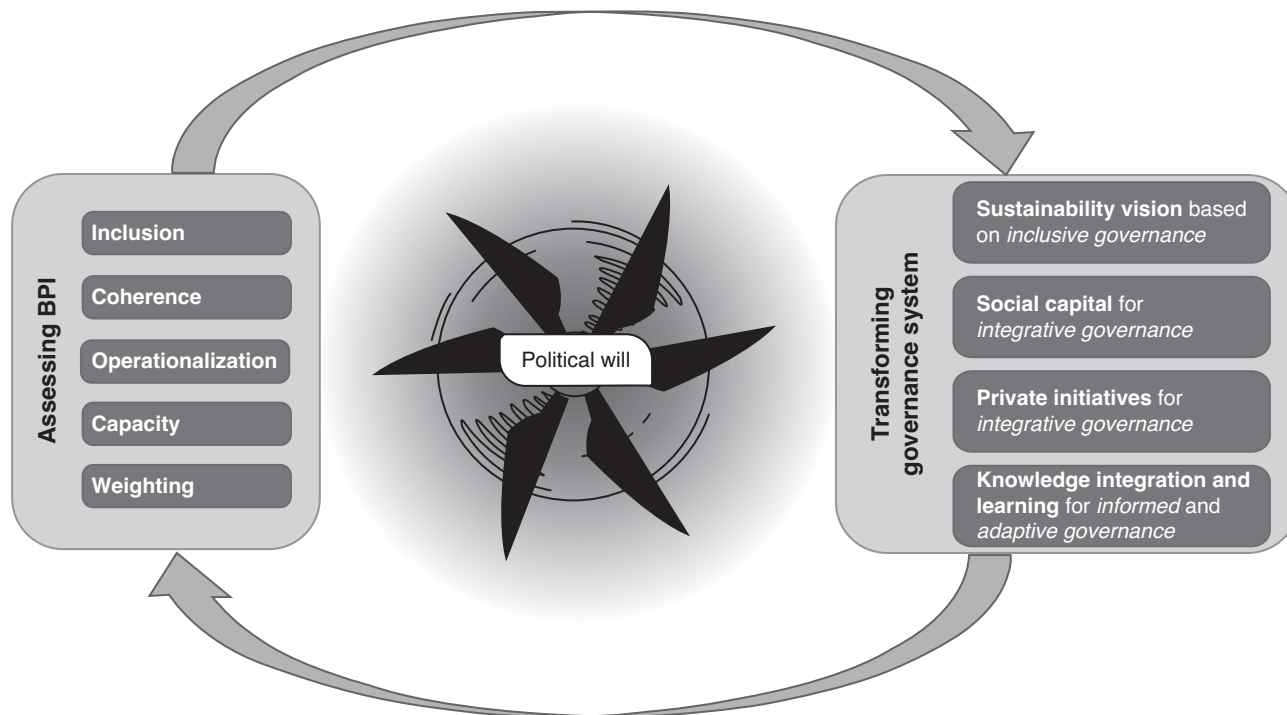 Assessing BPI
Inclusion
Coherence
Operationalization
Capacity
Weighting
Political will
Transforming
governance system
Sustainability vision based
on inclusive governance
Social capital for
integrative governance
Private initiatives for
integrative governance
Knowledge integration and
learning for informed and
adaptive governance